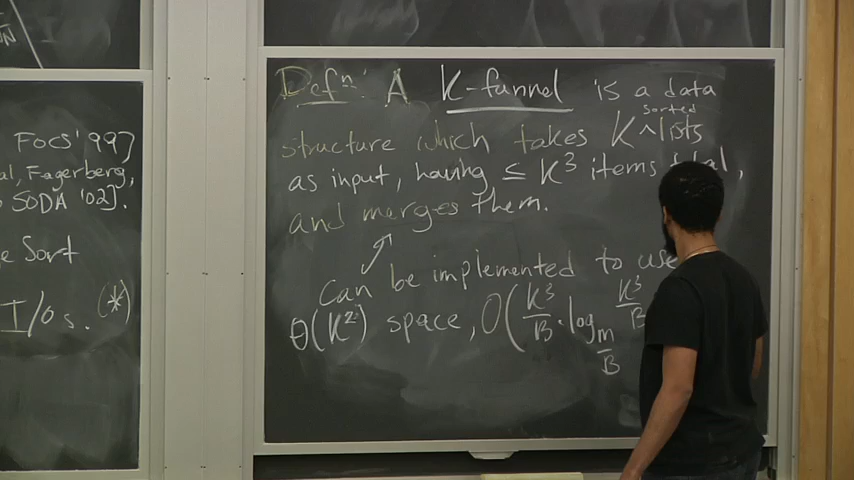 FOCS'99]
Fagerberg,
SODA '02].
Sort
I/Os. (*)
Defn: A K-funnel is a data
sorted
structure which takes K ^ lists
as input, having ≤ K³ items total,
and merges them.
Can be implemented to use
Θ(K²) space, O(K³/B · log_{m/B} K³/B